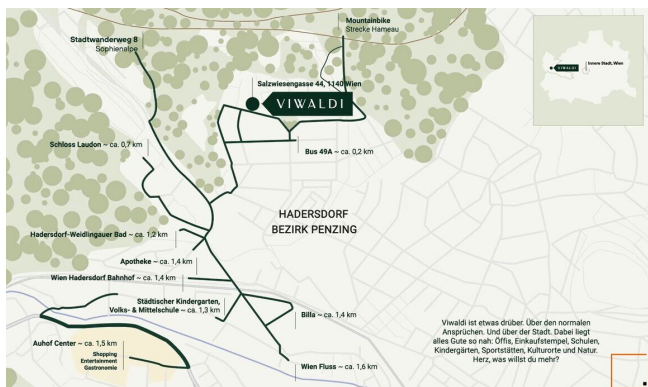 Mountainbike
Strecke Hameau
Stadtwanderweg 8
Sophienalpe
Innere Stadt, Wien
VIWALDI
Salzwiesengasse 44, 1140 Wien
VIWALDI
Schloss Laudon ~ ca. 0,7 km
Bus 49A ~ ca. 0,2 km
HADERSDORF
BEZIRK PENZING
Hadersdorf-Weidlingauer Bad ~ ca. 1,2 km
Apotheke ~ ca. 1,4 km
Wien Hadersdorf Bahnhof ~ ca. 1,4 km
Städtischer Kindergarten,
Volks- & Mittelschule ~ ca. 1,3 km
Billa ~ ca. 1,4 km
Auhof Center ~ ca. 1,5 km
Shopping
Entertainment
Gastronomie
Wien Fluss ~ ca. 1,6 km
Viwaldi ist etwas drüber. Über den normalen
Ansprüchen. Und über der Stadt. Dabei liegt
alles Gute so nah: Öffis, Einkaufstempel, Schulen,
Kindergärten, Sportstätten, Kulturorte und Natur.
Herz, was willst du mehr?